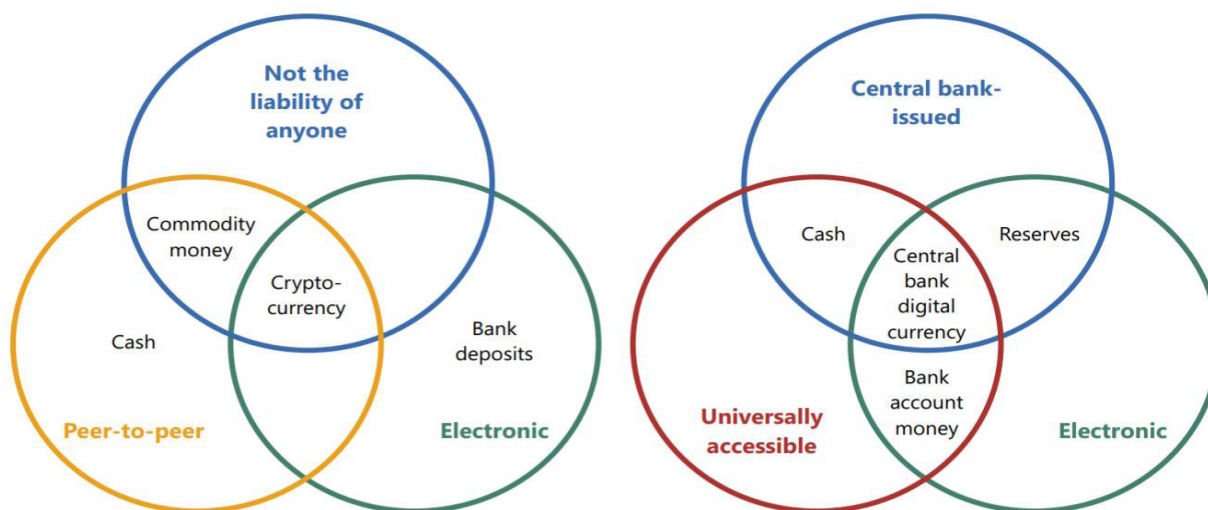 Not the
liability of
anyone
Commodity
money
Crypto-
currency
Cash
Bank
deposits
Peer-to-peer
Electronic
Central bank-
issued
Cash
Reserves
Central
bank
digital
currency
Bank
account
money
Universally
accessible
Electronic